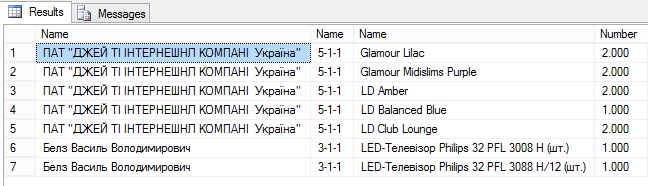 Results Messages
Name Name Name Number
1 ПАТ "ДЖЕЙ ТІ ІНТЕРНЕШНЛ КОМПАНІ Україна" 5-1-1 Glamour Lilac 2.000
2 ПАТ "ДЖЕЙ ТІ ІНТЕРНЕШНЛ КОМПАНІ Україна" 5-1-1 Glamour Midislims Purple 2.000
3 ПАТ "ДЖЕЙ ТІ ІНТЕРНЕШНЛ КОМПАНІ Україна" 5-1-1 LD Amber 2.000
4 ПАТ "ДЖЕЙ ТІ ІНТЕРНЕШНЛ КОМПАНІ Україна" 5-1-1 LD Balanced Blue 1.000
5 ПАТ "ДЖЕЙ ТІ ІНТЕРНЕШНЛ КОМПАНІ Україна" 5-1-1 LD Club Lounge 2.000
6 Белз Василь Володимирович 3-1-1 LED-Телевізор Philips 32 PFL 3008 H (шт.) 1.000
7 Белз Василь Володимирович 3-1-1 LED-Телевізор Philips 32 PFL 3088 H/12 (шт.) 1.000